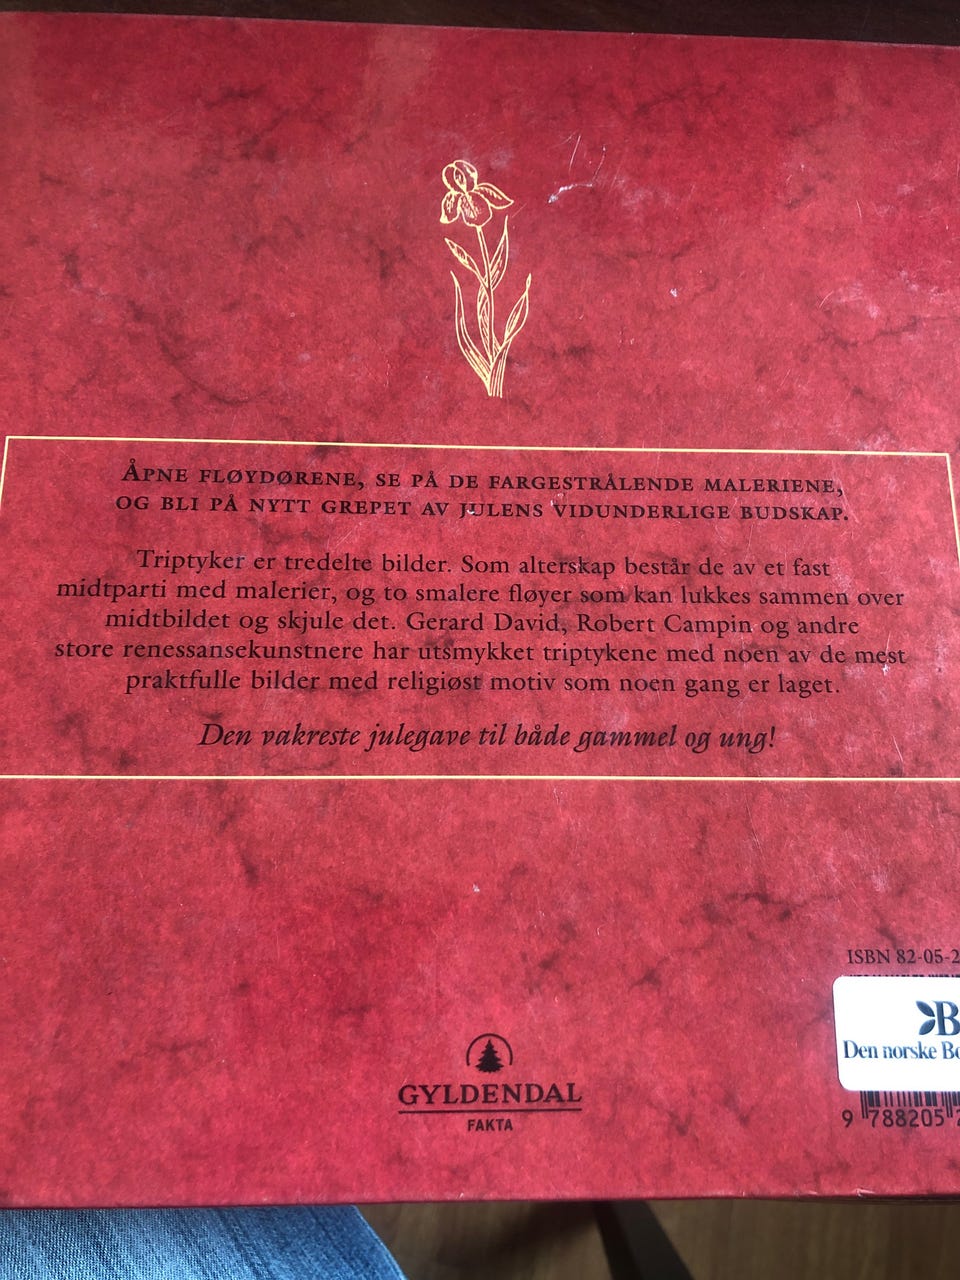 ÅPNE FLØYDØRENE, SE PÅ DE FARGESTRÅLENDE MALERIENE,
OG BLI PÅ NYTT GREPET AV JULENS VIDUNDERLIGE BUDSKAP.
Triptyker er tredelte bilder. Som alterskap består de av et fast
midtparti med malerier, og to smalere fløyer som kan lukkes sammen over
midtbildet og skjule det. Gerard David, Robert Campin og andre
store renessansekunstnere har utsmykket triptykene med noen av de mest
praktfulle bilder med religiøst motiv som noen gang er laget.
Den vakreste julegave til både gammel og ung!
ISBN 82-05-2
B
Den norske Bo
9 788205 2
GYLDENDAL
FAKTA